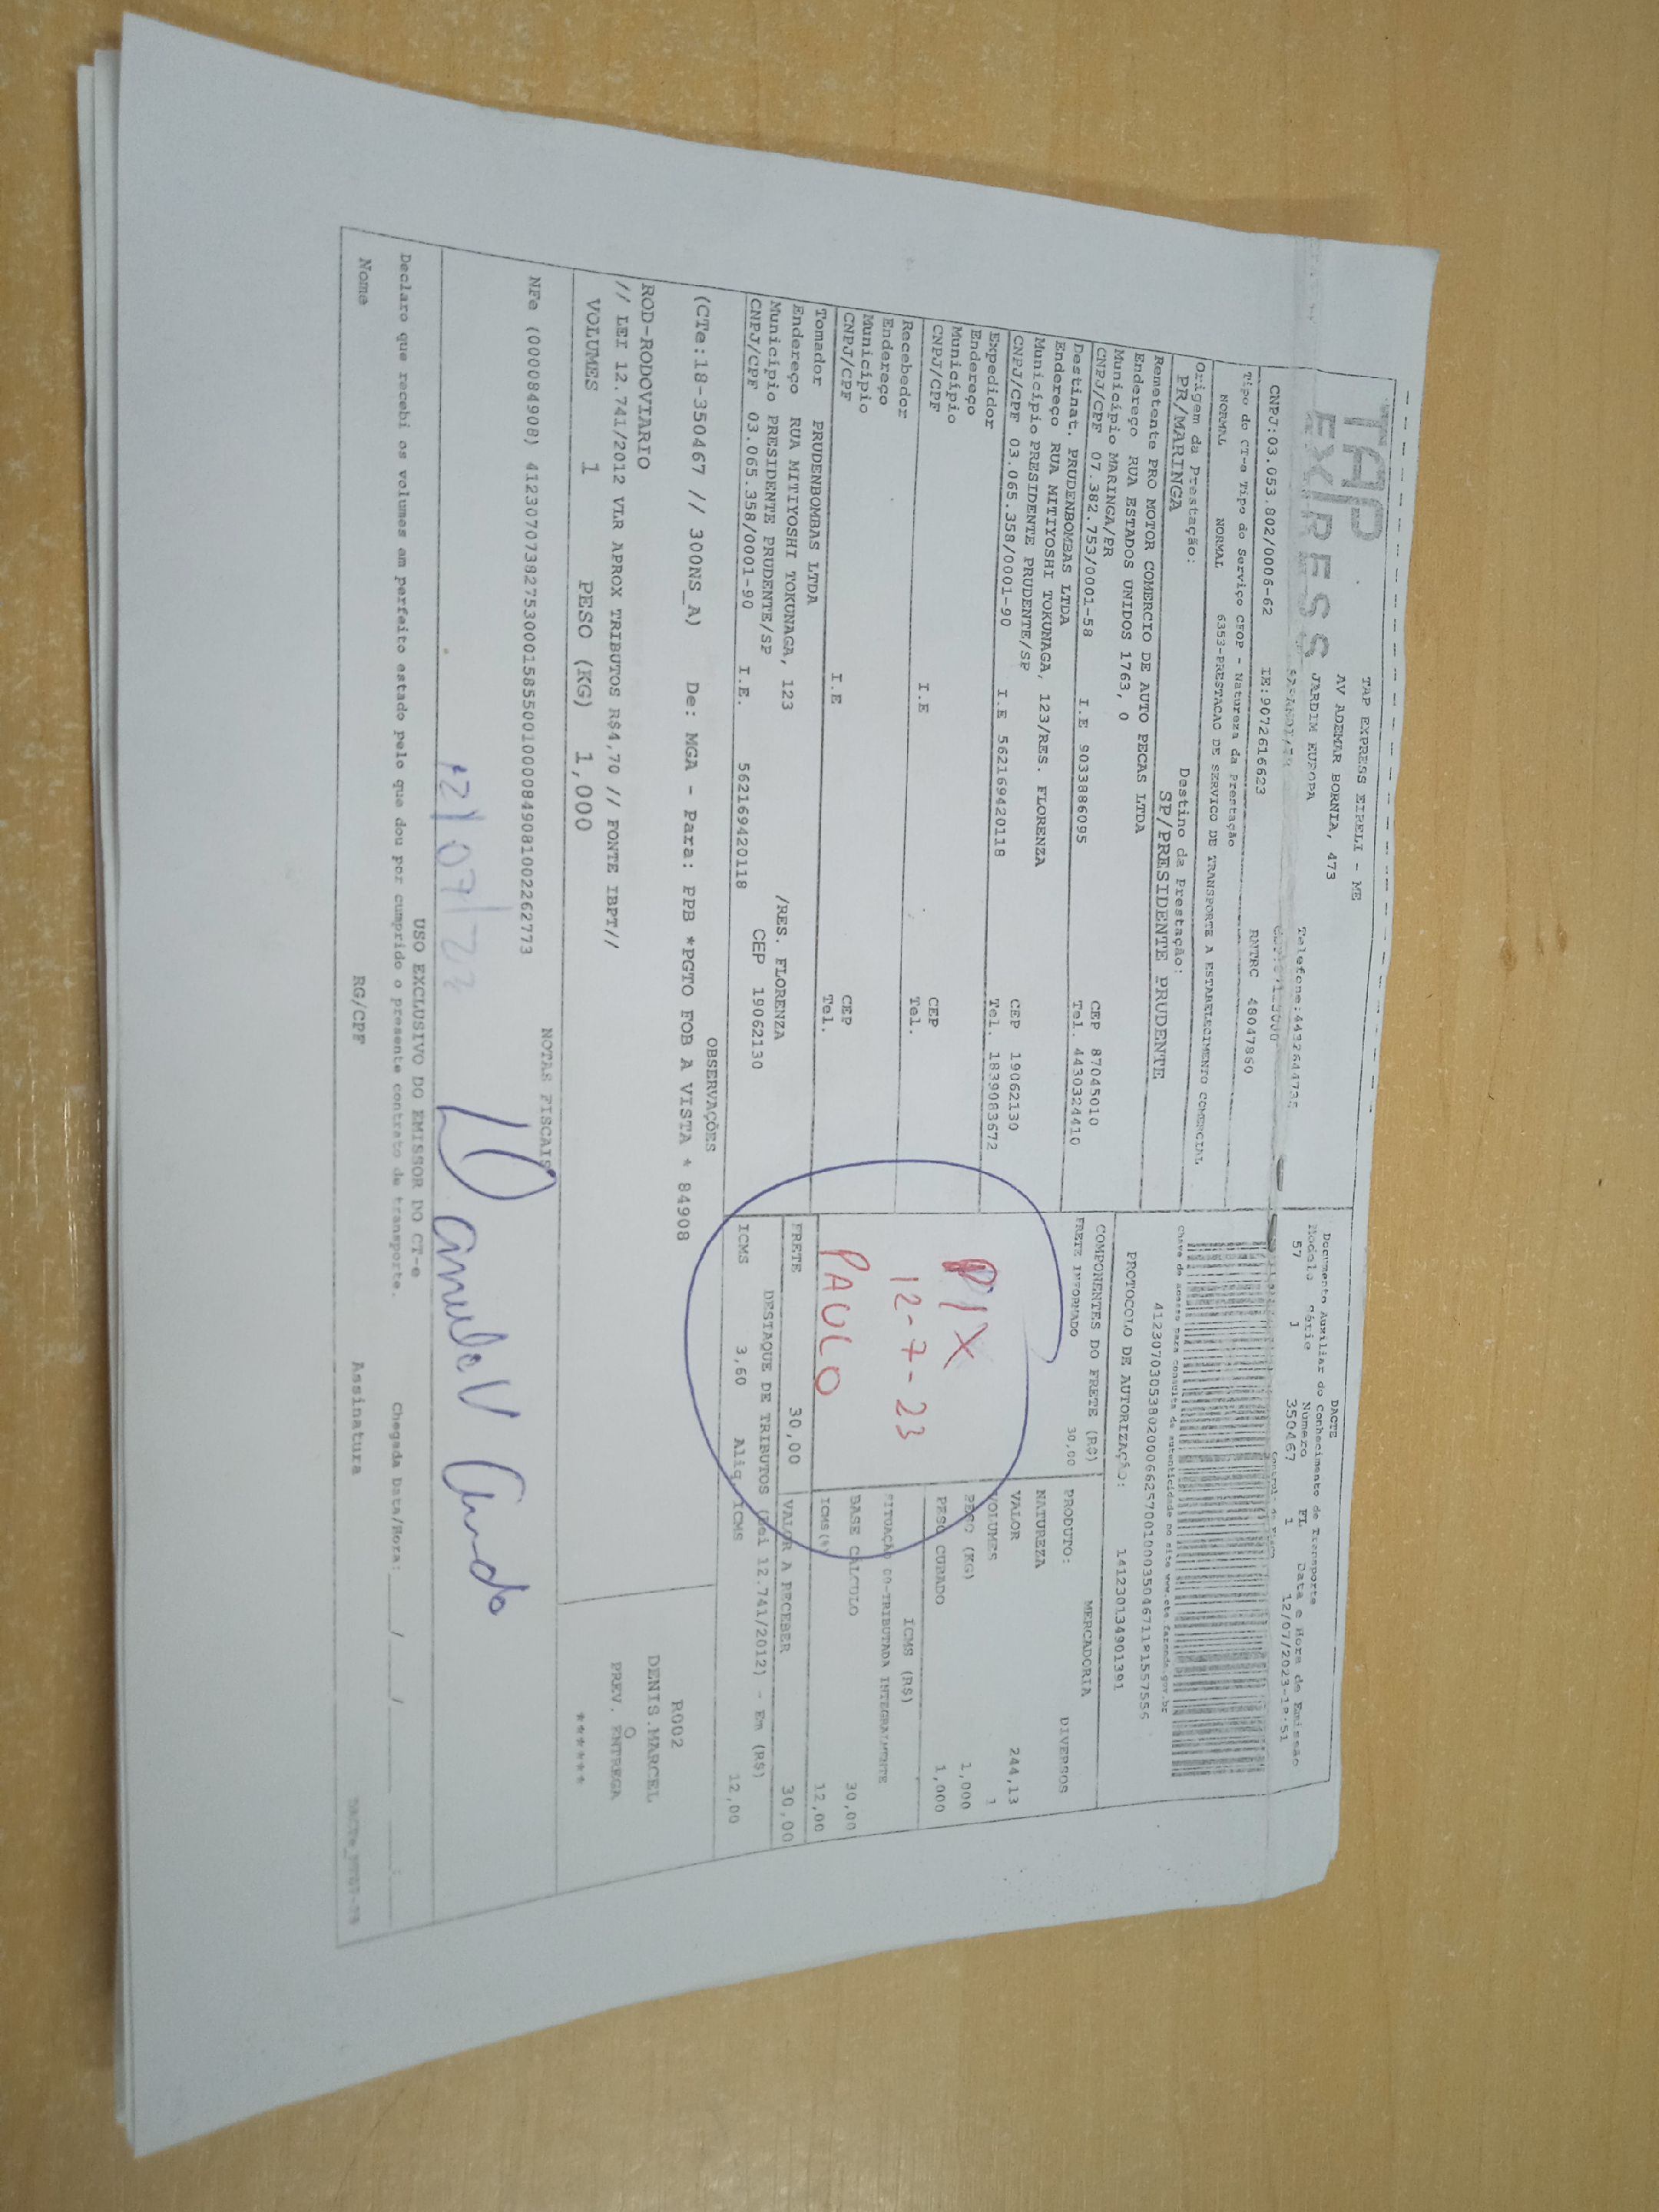 TAP EXPRESS
TAP EXPRESS EIRELI - ME
AV ADEMAR BORNIA, 473
JARDIM EUROPA
Telefone:
CNPJ:03.053.802/0006-62 IE:9072616623 RNTRC 48047860
Tipo do CT-e Tipo do Serviço CFOP - Natureza da Prestação
NORMAL NORMAL 6353-PRESTACAO DE SERVICO DE TRANSPORTE A ESTABELECIMENTO COMERCIAL
Origem da Prestação: Destino da Prestação:
PR/MARINGA SP/PRESIDENTE PRUDENTE
DACTE
Documento Auxiliar do Conhecimento de Transporte
Modelo Série Número FL Data e Hora de Emissão
57 1 350467 1 12/07/2023-18:51
Chave de acesso para consulta de autenticidade no site www.cte.fazenda.gov.br
PROTOCOLO DE AUTORIZAÇÃO: 141230134901391
Remetente PRO MOTOR COMERCIO DE AUTO PECAS LTDA
Endereço RUA ESTADOS UNIDOS 1763, 0
Município MARINGA/PR CEP 87045010
CNPJ/CPF 07.382.753/0001-58 I.E 9033886095 Tel. 4430324410
Destinat. PRUDENBOMBAS LTDA
Endereço RUA MITIYOSHI TOKUNAGA, 123/RES. FLORENZA
Município PRESIDENTE PRUDENTE/SP CEP 19062130
CNPJ/CPF 03.065.358/0001-90 I.E 562169420118 Tel. 1839083672
Expedidor
Endereço
Município CEP
CNPJ/CPF I.E Tel.
Recebedor
Endereço
Município CEP
CNPJ/CPF I.E Tel.
Tomador PRUDENBOMBAS LTDA
Endereço RUA MITIYOSHI TOKUNAGA, 123 /RES. FLORENZA
Município PRESIDENTE PRUDENTE/SP CEP 19062130
CNPJ/CPF 03.065.358/0001-90 I.E. 562169420118
COMPONENTES DO FRETE (R$)
FRETE INFORMADO 30,00
PIX
12-7-23
PAULO
FRETE 30,00
MERCADORIA
PRODUTO: DIVERSOS
NATUREZA
VALOR 244,13
VOLUMES 1
PESO (KG) 1,000
PESO CUBADO 1,000
ICMS (R$)
SITUAÇÃO 00-TRIBUTADA INTEGRALMENTE
BASE CALCULO 30,00
ICMS(%) 12,00
VALOR A RECEBER 30,00
DESTAQUE DE TRIBUTOS (Lei 12.741/2012) - Em (R$)
ICMS 3,60 Aliq ICMS 12,00
OBSERVAÇÕES
(CTe:18-350467 // 300NS_A) De: MGA - Para: PPB *PGTO FOB A VISTA * 84908
ROD-RODOVIARIO
// LEI 12.741/2012 VLR APROX TRIBUTOS R$4,70 // FONTE IBPT//
VOLUMES 1 PESO (KG) 1,000
R002
DENIS.MARCEL
0
PREV. ENTREGA
******
NOTAS FISCAIS
NFe (000084908) 41230707382753000158550010000849081002262773
12/07/23
USO EXCLUSIVO DO EMISSOR DO CT-e
Declaro que recebi os volumes em perfeito estado pelo que dou por cumprido o presente contrato de transporte. Chegada Data/Hora: ____/____/____ ____:____
Nome RG/CPF Assinatura